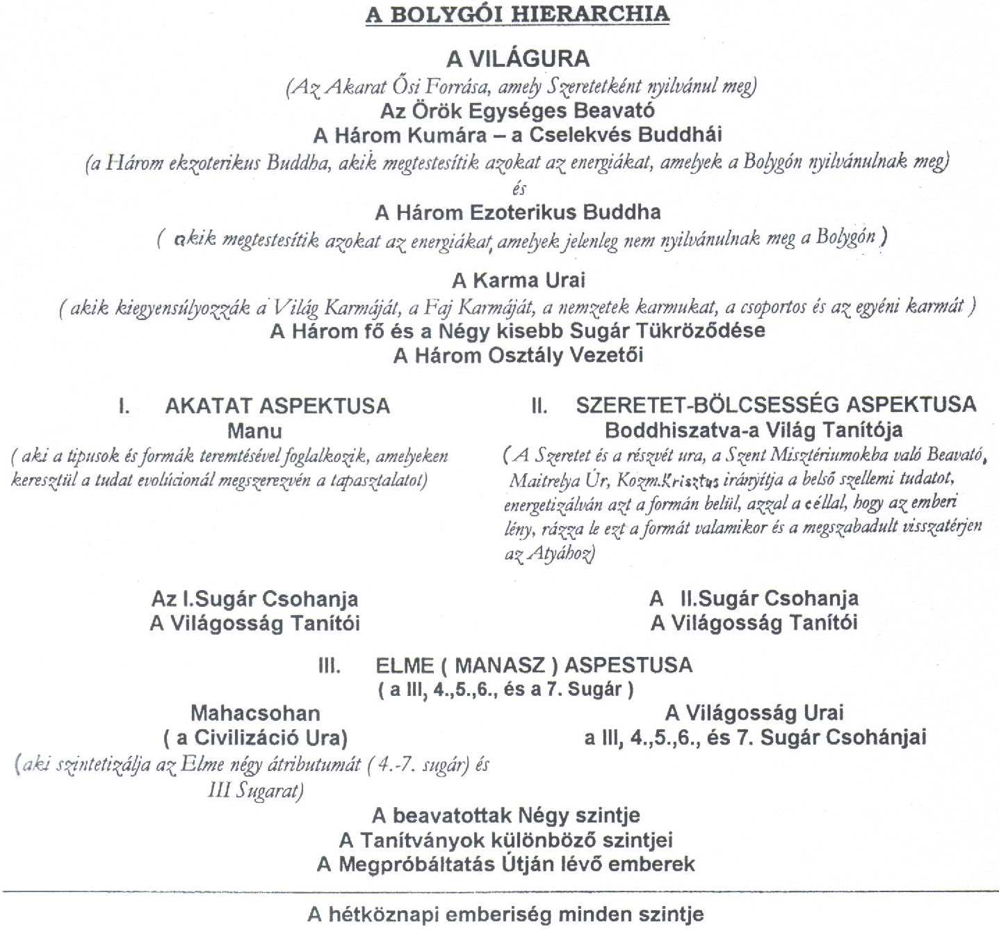 A BOLYGÓI HIERARCHIA
A VILÁGURA
(Az Akarat Ősi Forrása, amely Szeretetként nyilvánul meg)
Az Örök Egységes Beavató
A Három Kumára – a Cselekvés Buddhái
(a Három ekzoterikus Buddha, akik megtestesítik azokat az energiákat, amelyek a Bolygón nyilvánulnak meg)
és
A Három Ezoterikus Buddha
( akik megtestesítik azokat az energiákat, amelyek jelenleg nem nyilvánulnak meg a Bolygón )
A Karma Urai
( akik kiegyensúlyozzák a Világ Karmáját, a Faj Karmáját, a nemzetek karmukat, a csoportos és az egyéni karmát )
A Három fő és a Négy kisebb Sugár Tükröződése
A Három Osztály Vezetői
I. AKATAT ASPEKTUSA
Manu
( aki a tipusok és formák teremtésével foglalkozik, amelyeken
keresztül a tudat evolúcionál megszerezvén a tapasztalatot)
II. SZERETET-BÖLCSESSÉG ASPEKTUSA
Boddhiszatva-a Világ Tanítója
(A Szeretet és a részvét ura, a Szent Misztériumokba való Beavató,
Maitrelya Úr, Kozm.Krisztus irányítja a belső szellemi tudatot,
energetizálván azt a formán belül, azzal a céllal, hogy az emberi
lény, rázza le ezt a formát valamikor és a megszabadult visszatérjen
az Atyához)
Az I.Sugár Csohanja
A Világosság Tanítói
A II.Sugár Csohanja
A Világosság Tanítói
III. ELME ( MANASZ ) ASPESTUSA
( a III, 4.,5.,6., és a 7. Sugár )
Mahacsohan
( a Civilizáció Ura)
(aki szintetizálja az Elme négy átributumát ( 4.-7. sugár) és
III Sugarat)
A Világosság Urai
a III, 4.,5.,6., és 7. Sugár Csohánjai
A beavatottak Négy szintje
A Tanítványok különböző szintjei
A Megpróbáltatás Útján lévő emberek
A hétköznapi emberiség minden szintje